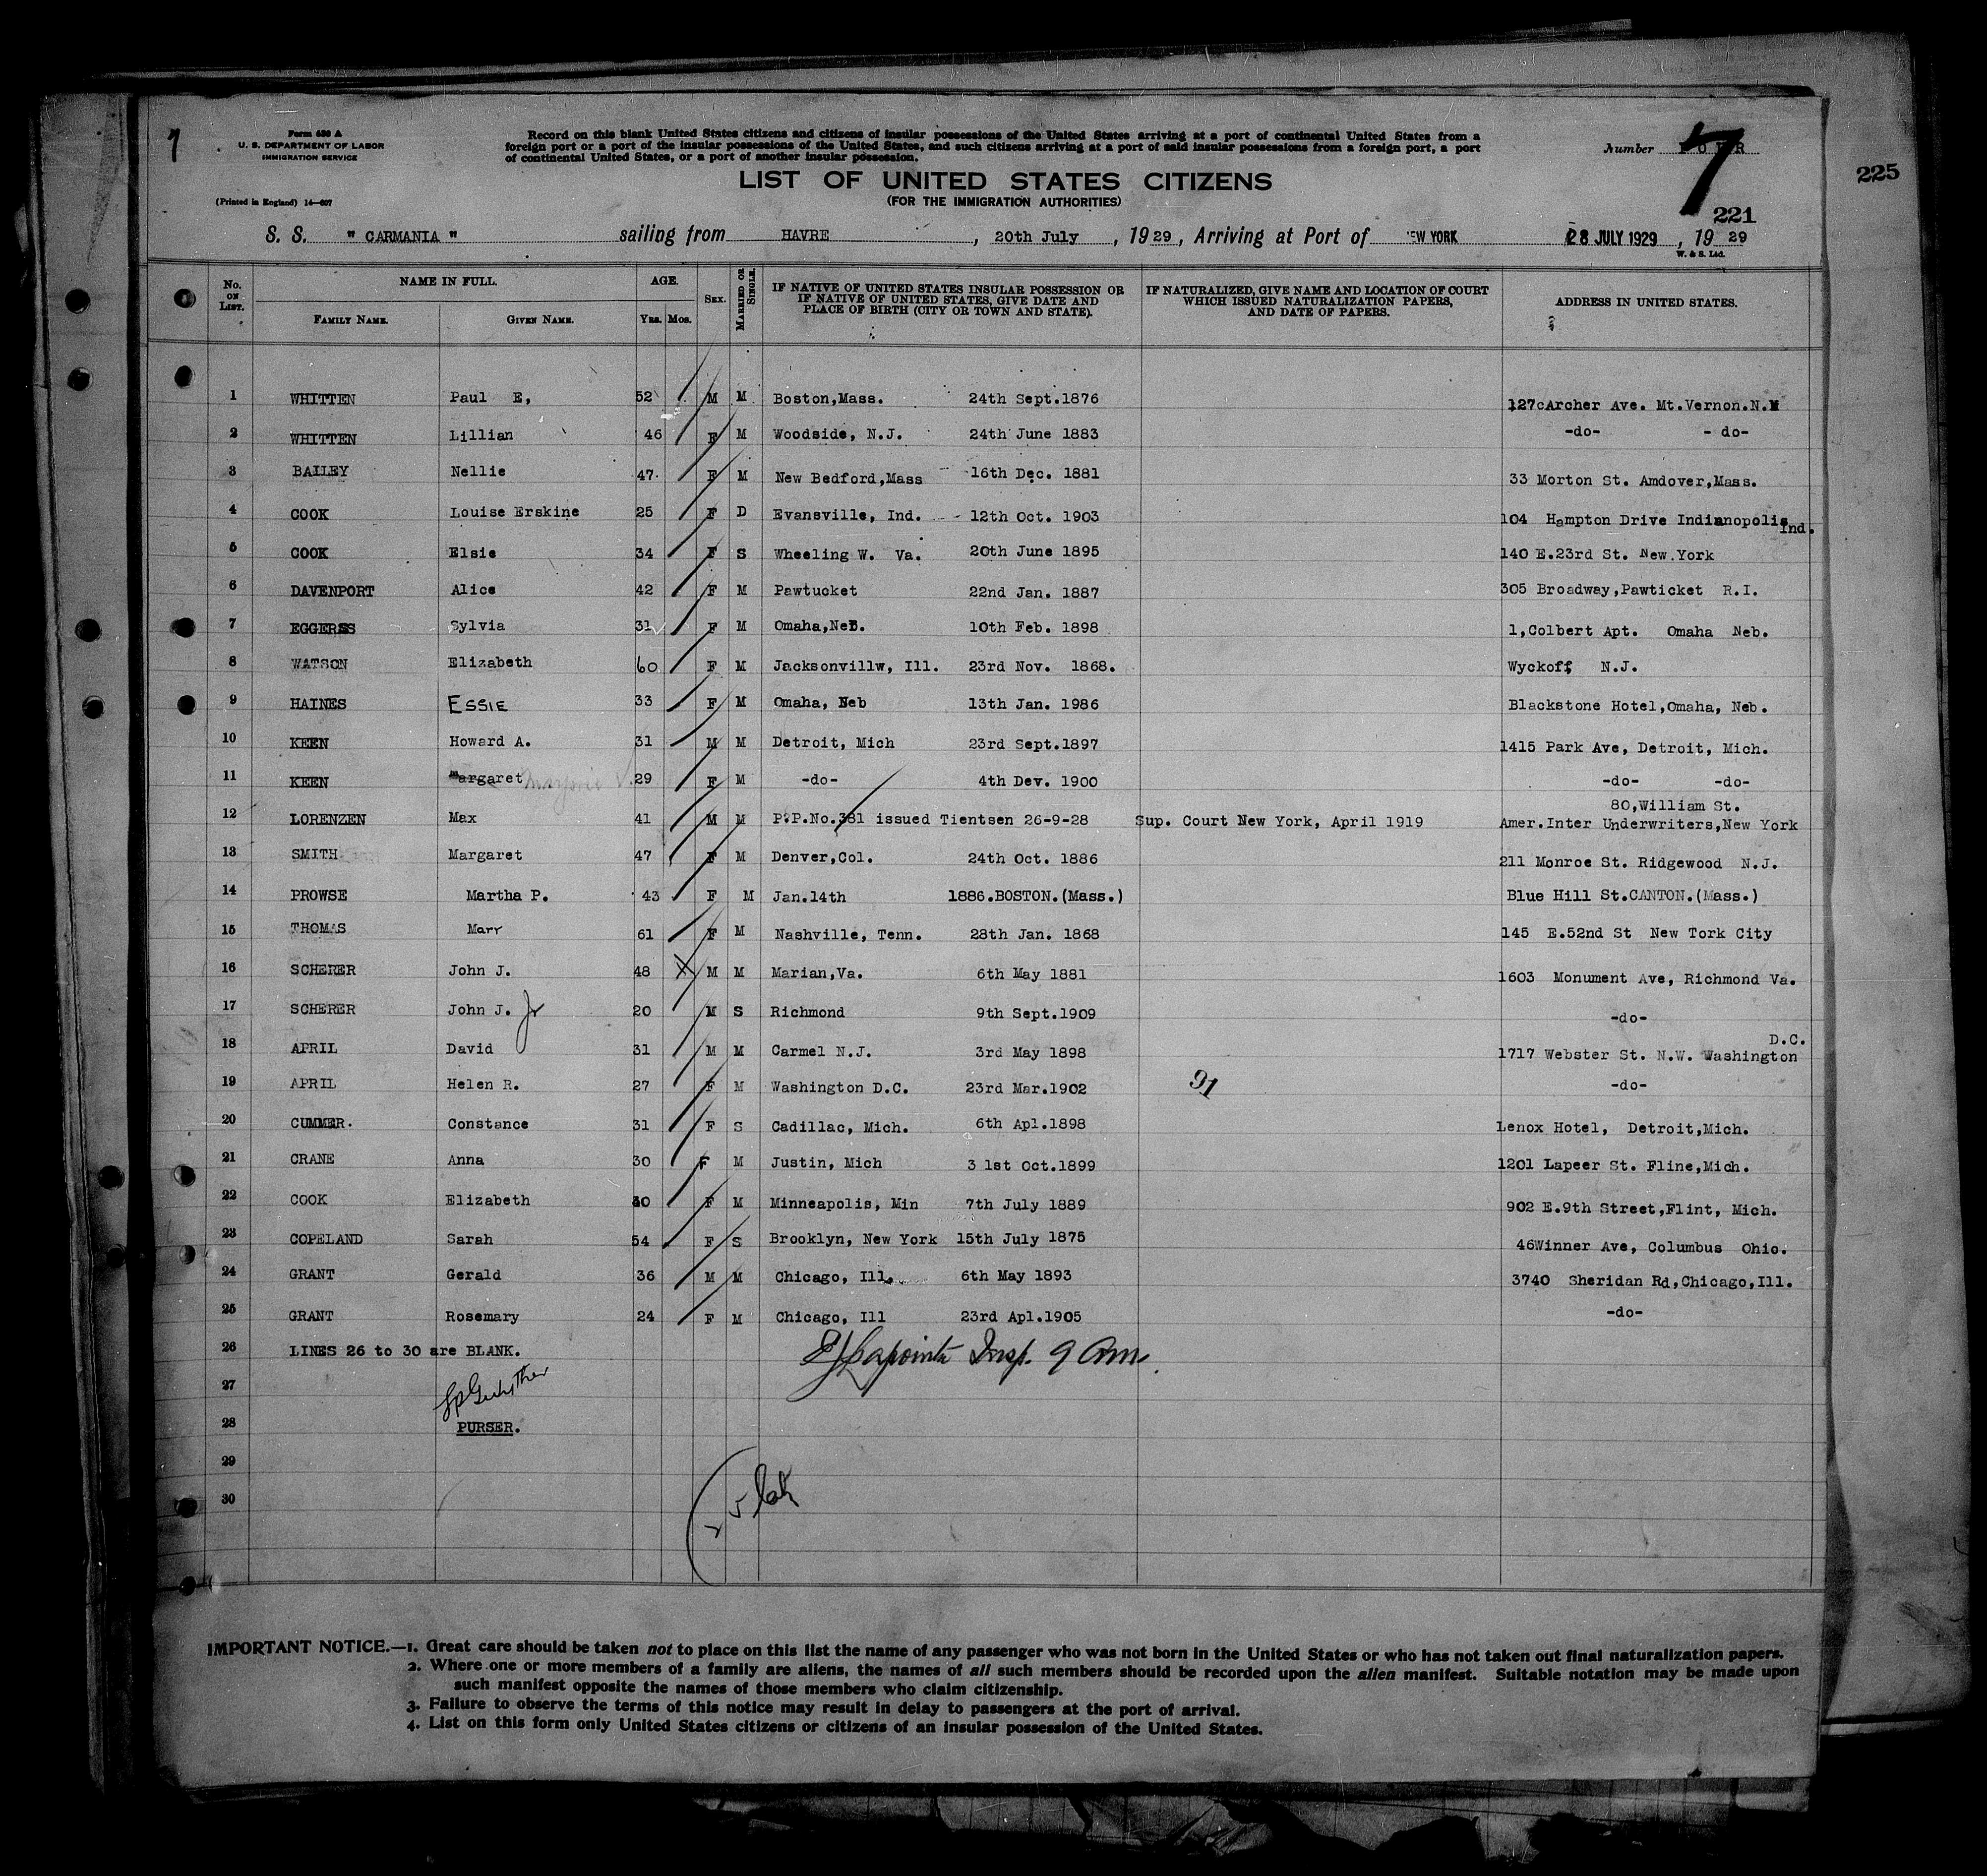 7
Form 630 A
U. S. DEPARTMENT OF LABOR
IMMIGRATION SERVICE
(Printed in England) 14—607
Record on this blank United States citizens and citizens of insular possessions of the United States arriving at a port of continental United States from a
foreign port or a port of the insular possessions of the United States, and such citizens arriving at a port of said insular possessions from a foreign port, a port
of continental United States, or a port of another insular possession.
Number 7
225
LIST OF UNITED STATES CITIZENS
(FOR THE IMMIGRATION AUTHORITIES)
221
S. S. " CARMANIA " sailing from HAVRE , 20th July , 1929 , Arriving at Port of EW YORK 28 JULY 1929 , 19 29
W. & S. Ltd.
No. ON LIST. NAME IN FULL. AGE. SEX. MARRIED OR SINGLE. IF NATIVE OF UNITED STATES INSULAR POSSESSION OR IF NATIVE OF UNITED STATES, GIVE DATE AND PLACE OF BIRTH (CITY OR TOWN AND STATE). IF NATURALIZED, GIVE NAME AND LOCATION OF COURT WHICH ISSUED NATURALIZATION PAPERS, AND DATE OF PAPERS. ADDRESS IN UNITED STATES.
FAMILY NAME. GIVEN NAME. YRS. MOS.
1 WHITTEN Paul E, 52 M M Boston,Mass. 24th Sept.1876 127cArcher Ave. Mt.Vernon.N.Y
2 WHITTEN Lillian 46 F M Woodside, N.J. 24th June 1883 -do- - do-
3 BAILEY Nellie 47. F M New Bedford,Mass 16th Dec. 1881 33 Morton St. Amdover,Mass.
4 COOK Louise Erskine 25 F D Evansville, Ind. 12th Oct. 1903 104 Hampton Drive Indianopolis Ind.
5 COOK Elsie 34 F S Wheeling W. Va. 20th June 1895 140 E.23rd St. New.York
6 DAVENPORT Alice 42 F M Pawtucket 22nd Jan. 1887 305 Broadway,Pawticket R.I.
7 EGGERSS Sylvia 31 F M Omaha,Neb. 10th Feb. 1898 1,Colbert Apt. Omaha Neb.
8 WATSON Elizabeth 60 F M Jacksonvillw, Ill. 23rd Nov. 1868. Wyckoff N.J.
9 HAINES ESSIE 33 F M Omaha, Neb 13th Jan. 1986 Blackstone Hotel,Omaha, Neb.
10 KEEN Howard A. 31 M M Detroit, Mich 23rd Sept.1897 1415 Park Ave, Detroit, Mich.
11 KEEN Margaret Marjorie V. 29 F M -do- 4th Dev. 1900 -do- -do-
80,William St.
12 LORENZEN Max 41 M M P.P.No.381 issued Tientsen 26-9-28 Sup. Court New York, April 1919 Amer.Inter Underwriters,New York
13 SMITH Margaret 47 F M Denver,Col. 24th Oct. 1886 211 Monroe St. Ridgewood N.J.
14 PROWSE Martha P. 43 F M Jan.14th 1886.BOSTON.(Mass.) Blue Hill St.CANTON.(Mass.)
15 THOMAS Mary 61 F M Nashville, Tenn. 28th Jan. 1868 145 E.52nd St New Tork City
16 SCHERER John J. 48 X M M Marian,Va. 6th May 1881 1603 Monument Ave, Richmond Va.
17 SCHERER John J. Jr 20 M S Richmond 9th Sept.1909 -do-
D.C.
18 APRIL David 31 M M Carmel N.J. 3rd May 1898 1717 Webster St. N.W. Washington
19 APRIL Helen R. 27 F M Washington D.C. 23rd Mar.1902 91 -do-
20 CUMMER. Constance 31 F S Cadillac, Mich. 6th Apl.1898 Lenox Hotel, Detroit,Mich.
21 CRANE Anna 30 F M Justin, Mich 3 1st Oct.1899 1201 Lapeer St. Fline,Mich.
22 COOK Elizabeth 40 F M Minneapolis, Min 7th July 1889 902 E.9th Street,Flint, Mich.
23 COPELAND Sarah 54 F S Brooklyn, New York 15th July 1875 46Winner Ave, Columbus Ohio.
24 GRANT Gerald 36 M M Chicago, Ill. 6th May 1893 3740 Sheridan Rd,Chicago,Ill.
25 GRANT Rosemary 24 F M Chicago, Ill 23rd Apl.1905 -do-
26 LINES 26 to 30 are BLANK. Lapointe Insp. 9 Am.
27
28 PURSER.
29
30
IMPORTANT NOTICE.—1. Great care should be taken not to place on this list the name of any passenger who was not born in the United States or who has not taken out final naturalization papers.
2. Where one or more members of a family are aliens, the names of all such members should be recorded upon the alien manifest. Suitable notation may be made upon
such manifest opposite the names of those members who claim citizenship.
3. Failure to observe the terms of this notice may result in delay to passengers at the port of arrival.
4. List on this form only United States citizens or citizens of an insular possession of the United States.